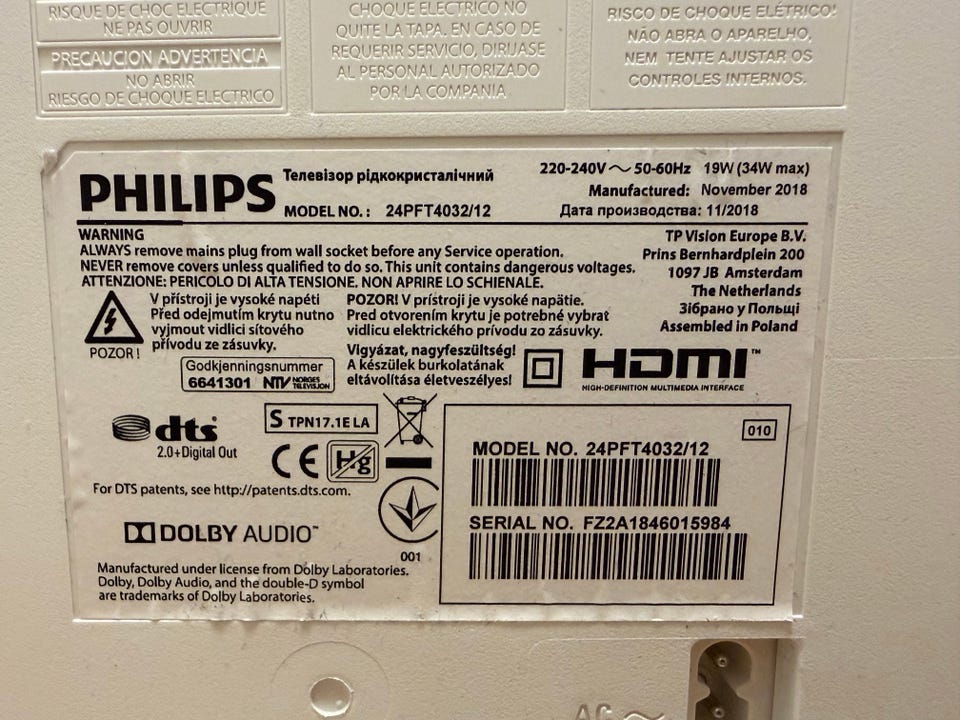 RISQUE DE CHOC ELECTRIQUE
NE PAS OUVRIR
PRECAUCION ADVERTENCIA
NO ABRIR
RIESGO DE CHOQUE ELECTRICO
CHOQUE ELECTRICO NO
QUITE LA TAPA. EN CASO DE
REQUERIR SERVICIO, DIRIJASE
AL PERSONAL AUTORIZADO
POR LA COMPANIA
RISCO DE CHOQUE ELÉTRICO!
NÃO ABRA O APARELHO,
NEM TENTE AJUSTAR OS
CONTROLES INTERNOS.
PHILIPS
Телевізор рідкокристалічний
MODEL NO.: 24PFT4032/12
220-240V ~ 50-60Hz 19W (34W max)
Manufactured: November 2018
Дата производства: 11/2018
WARNING
ALWAYS remove mains plug from wall socket before any Service operation.
NEVER remove covers unless qualified to do so. This unit contains dangerous voltages.
ATTENZIONE: PERICOLO DI ALTA TENSIONE. NON APRIRE LO SCHIENALE.
TP Vision Europe B.V.
Prins Bernhardplein 200
1097 JB Amsterdam
The Netherlands
Зібрано у Польщі
Assembled in Poland
POZOR!
V přístroji je vysoké napětí
Před odejmutím krytu nutno
vyjmout vidlici síťového
přívodu ze zásuvky.
POZOR! V prístroji je vysoké napätie.
Pred otvorením krytu je potrebné vybrat
vidlicu elektrického prívodu zo zásuvky.
Godkjenningsnummer
6641301 NTV NORGES TELEVISJON
Vigyázat, nagyfeszültség!
A készülek burkolatának
eltávolítása életveszélyes!
HDMI™
HIGH-DEFINITION MULTIMEDIA INTERFACE
dts
2.0+Digital Out
S TPN17.1E LA
CE
Hg
For DTS patents, see http://patents.dts.com.
DOLBY AUDIO™
001
Manufactured under license from Dolby Laboratories.
Dolby, Dolby Audio, and the double-D symbol
are trademarks of Dolby Laboratories.
010
MODEL NO. 24PFT4032/12
SERIAL NO. FZ2A1846015984
AC ~